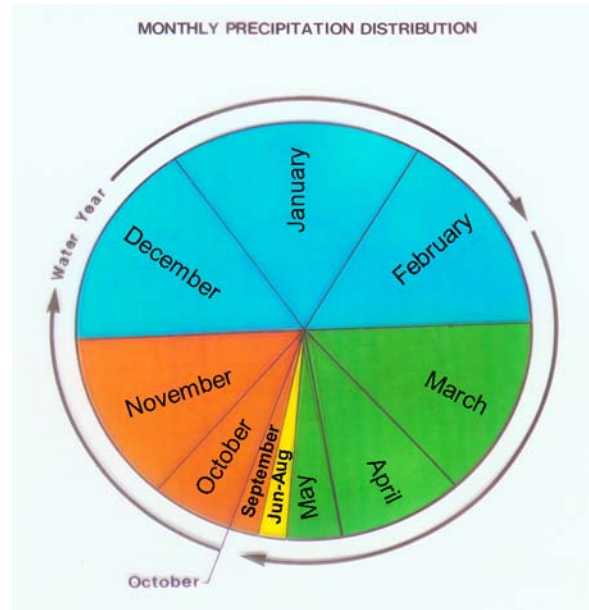 MONTHLY PRECIPITATION DISTRIBUTION
Water Year
January
February
December
March
November
October
September
Jun-Aug
May
April
October